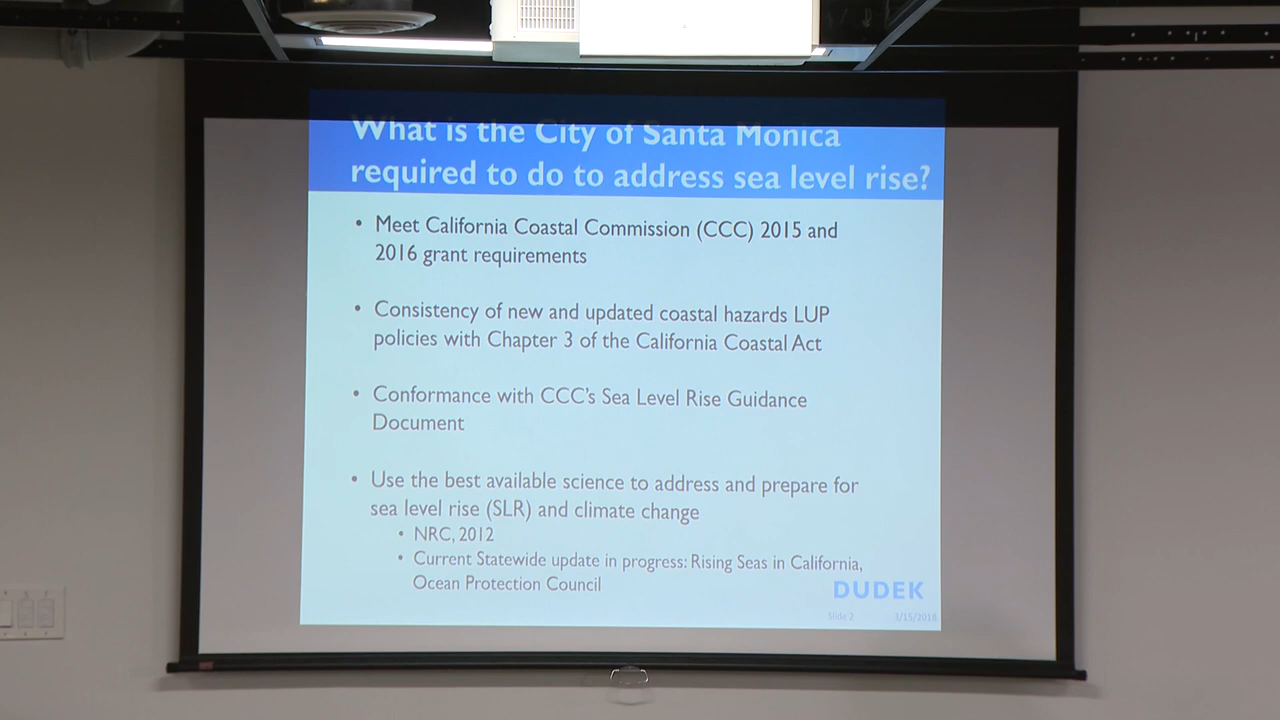 What is the City of Santa Monica
required to do to address sea level rise?
• Meet California Coastal Commission (CCC) 2015 and
2016 grant requirements
• Consistency of new and updated coastal hazards LUP
policies with Chapter 3 of the California Coastal Act
• Conformance with CCC's Sea Level Rise Guidance
Document
• Use the best available science to address and prepare for
sea level rise (SLR) and climate change
• NRC, 2012
• Current Statewide update in progress: Rising Seas in California,
Ocean Protection Council
DUDEK
Slide 2 3/15/2018